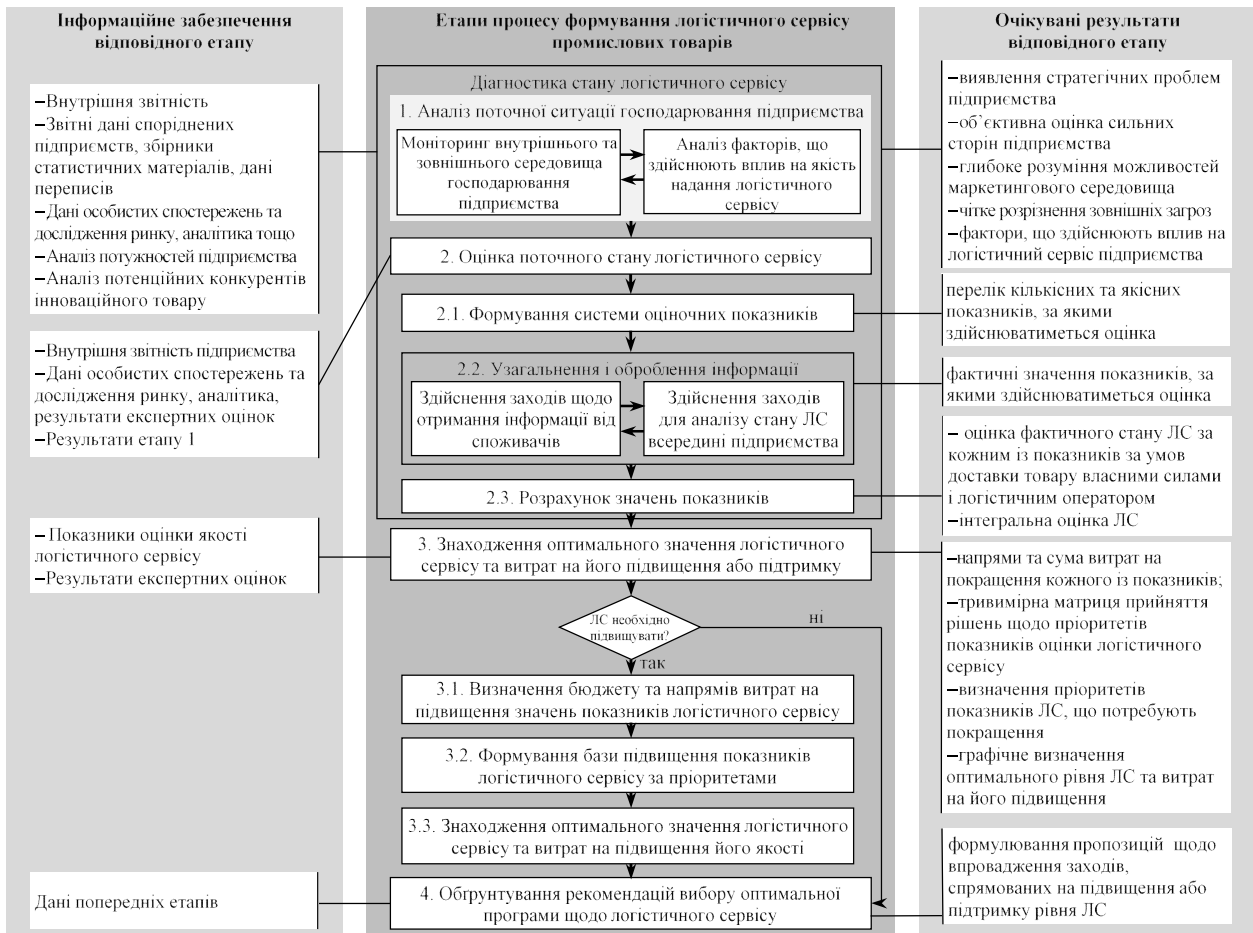 Інформаційне забезпечення
відповідного етапу
–Внутрішня звітність
–Звітні дані споріднених
підприємств, збірники
статистичних матеріалів, дані
переписів
–Дані особистих спостережень та
дослідження ринку, аналітика тощо
–Аналіз потужностей підприємства
–Аналіз потенційних конкурентів
інноваційного товару
–Внутрішня звітність підприємства
–Дані особистих спостережень та
дослідження ринку, аналітика,
результати експертних оцінок
–Результати етапу 1
–Показники оцінки якості
логістичного сервісу
–Результати експертних оцінок
Дані попередніх етапів
Етапи процесу формування логістичного сервісу
промислових товарів
Діагностика стану логістичного сервісу
1. Аналіз поточної ситуації господарювання підприємства
Моніторинг внутрішнього та
зовнішнього середовища
господарювання
підприємства
Аналіз факторів, що
здійснюють вплив на якість
надання логістичного
сервісу
2. Оцінка поточного стану логістичного сервісу
2.1. Формування системи оціночних показників
2.2. Узагальнення і оброблення інформації
Здійснення заходів щодо
отримання інформації від
споживачів
Здійснення заходів
для аналізу стану ЛС
всередині підприємства
2.3. Розрахунок значень показників
3. Знаходження оптимального значення логістичного
сервісу та витрат на його підвищення або підтримку
ЛС необхідно
підвищувати?
ні
так
3.1. Визначення бюджету та напрямів витрат на
підвищення значень показників логістичного сервісу
3.2. Формування бази підвищення показників
логістичного сервісу за пріоритетами
3.3. Знаходження оптимального значення логістичного
сервісу та витрат на підвищення його якості
4. Обґрунтування рекомендацій вибору оптимальної
програми щодо логістичного сервісу
Очікувані результати
відповідного етапу
–виявлення стратегічних проблем
підприємства
–об’єктивна оцінка сильних
сторін підприємства
–глибоке розуміння можливостей
маркетингового середовища
–чітке розрізнення зовнішніх загроз
–фактори, що здійснюють вплив на
логістичний сервіс підприємства
перелік кількісних та якісних
показників, за якими
здійснюватиметься оцінка
фактичні значення показників, за
якими здійснюватиметься оцінка
– оцінка фактичного стану ЛС за
кожним із показників за умов
доставки товару власними силами
і логістичним оператором
–інтегральна оцінка ЛС
–напрями та сума витрат на
покращення кожного із показників;
–тривимірна матриця прийняття
рішень щодо пріоритетів
показників оцінки логістичного
сервісу
–визначення пріоритетів
показників ЛС, що потребують
покращення
–графічне визначення
оптимального рівня ЛС та витрат
на його підвищення
формулювання пропозицій щодо
впровадження заходів,
спрямованих на підвищення або
підтримку рівня ЛС